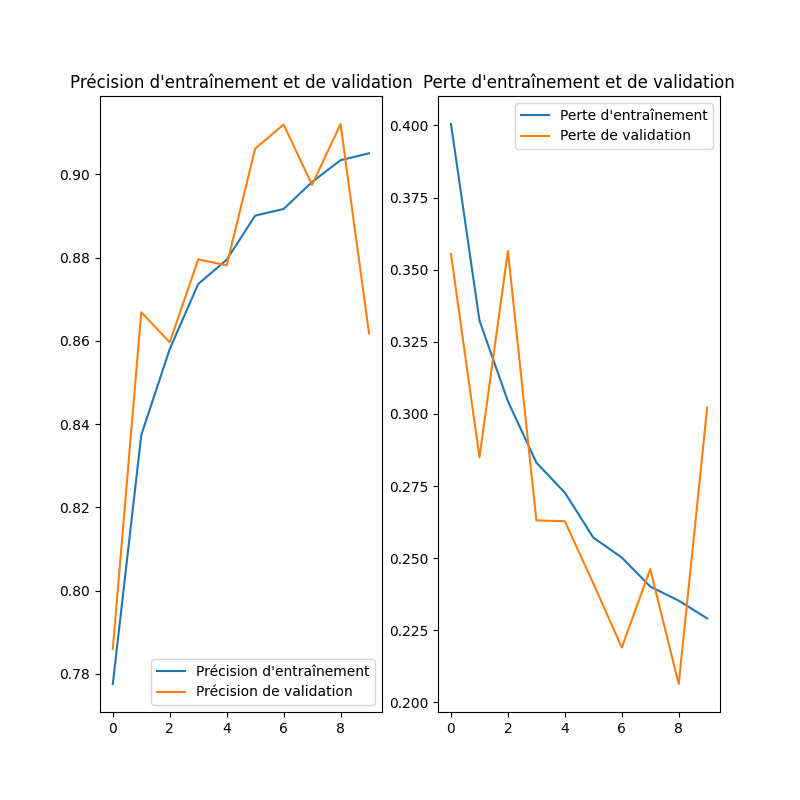 Précision d'entraînement et de validation
0.90
0.88
0.86
0.84
0.82
0.80
0.78
0 2 4 6 8
Précision d'entraînement
Précision de validation
Perte d'entraînement et de validation
0.400
0.375
0.350
0.325
0.300
0.275
0.250
0.225
0.200
0 2 4 6 8
Perte d'entraînement
Perte de validation